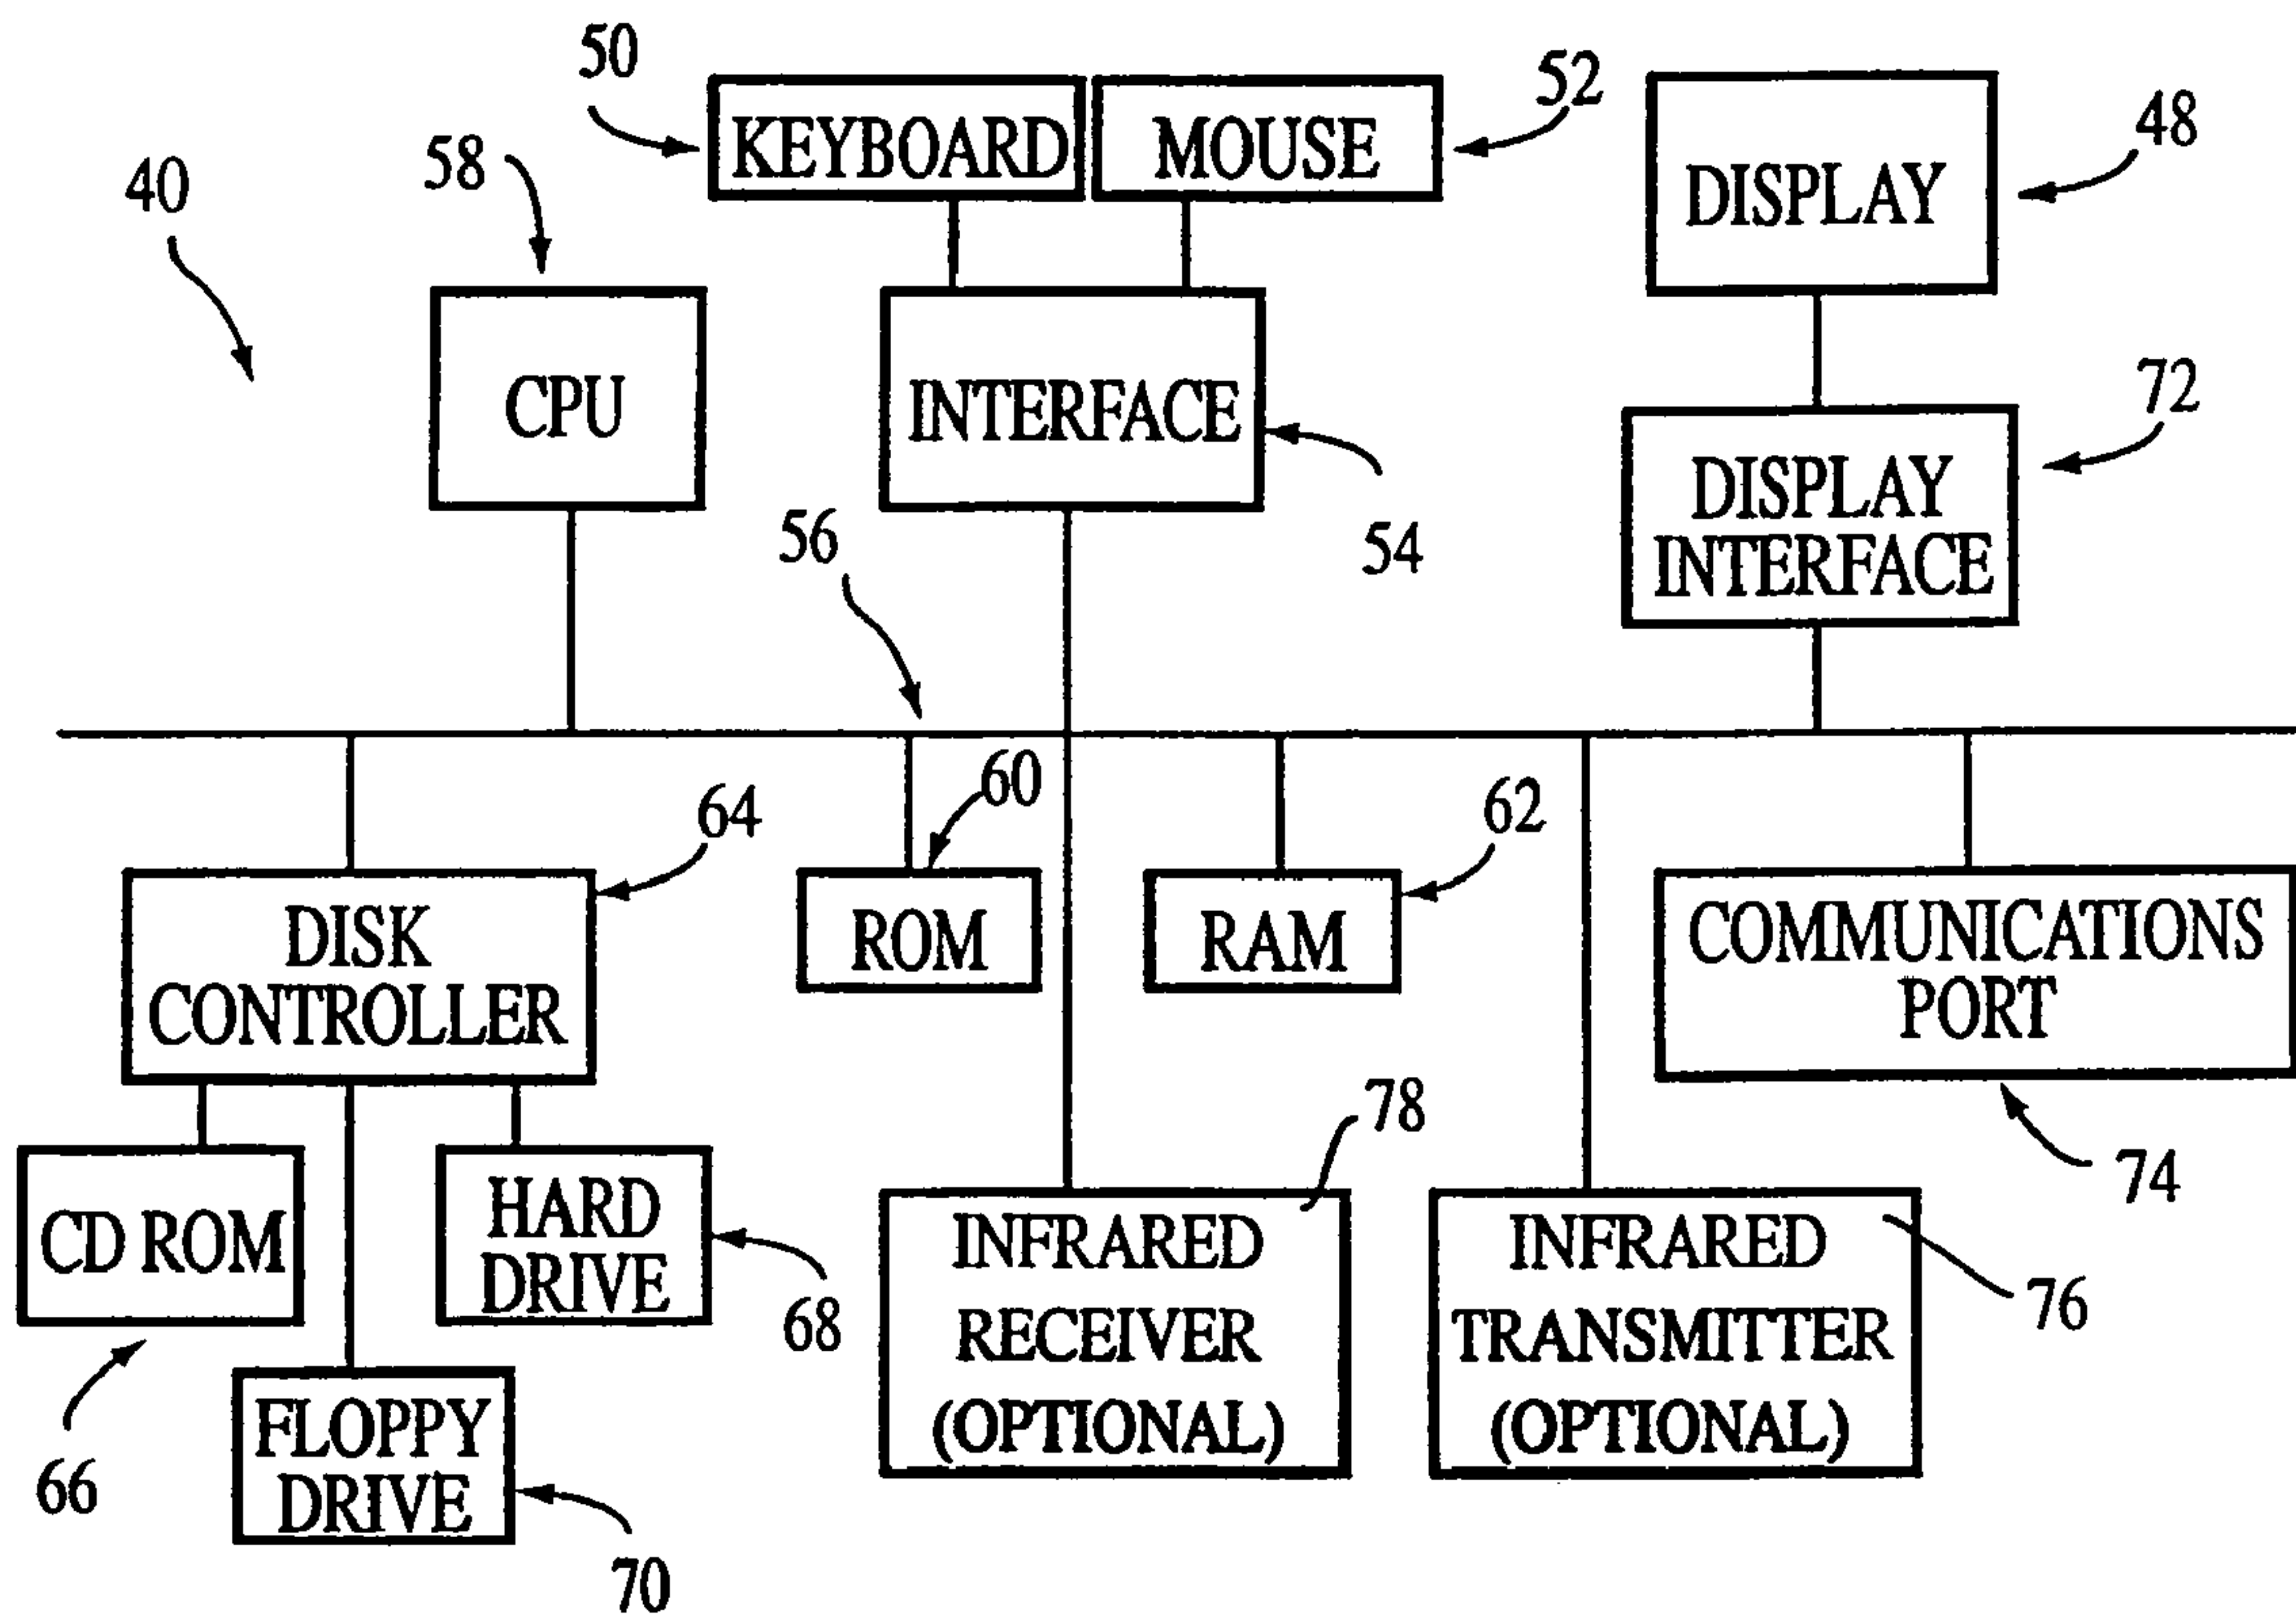 50
KEYBOARD
MOUSE
52
58
40
DISPLAY
48
CPU
INTERFACE
54
72
DISPLAY
INTERFACE
56
60
64
62
DISK
CONTROLLER
ROM
RAM
COMMUNICATIONS
PORT
74
CD ROM
66
HARD
DRIVE
68
FLOPPY
DRIVE
70
78
INFRARED
RECEIVER
(OPTIONAL)
INFRARED
TRANSMITTER
(OPTIONAL)
76